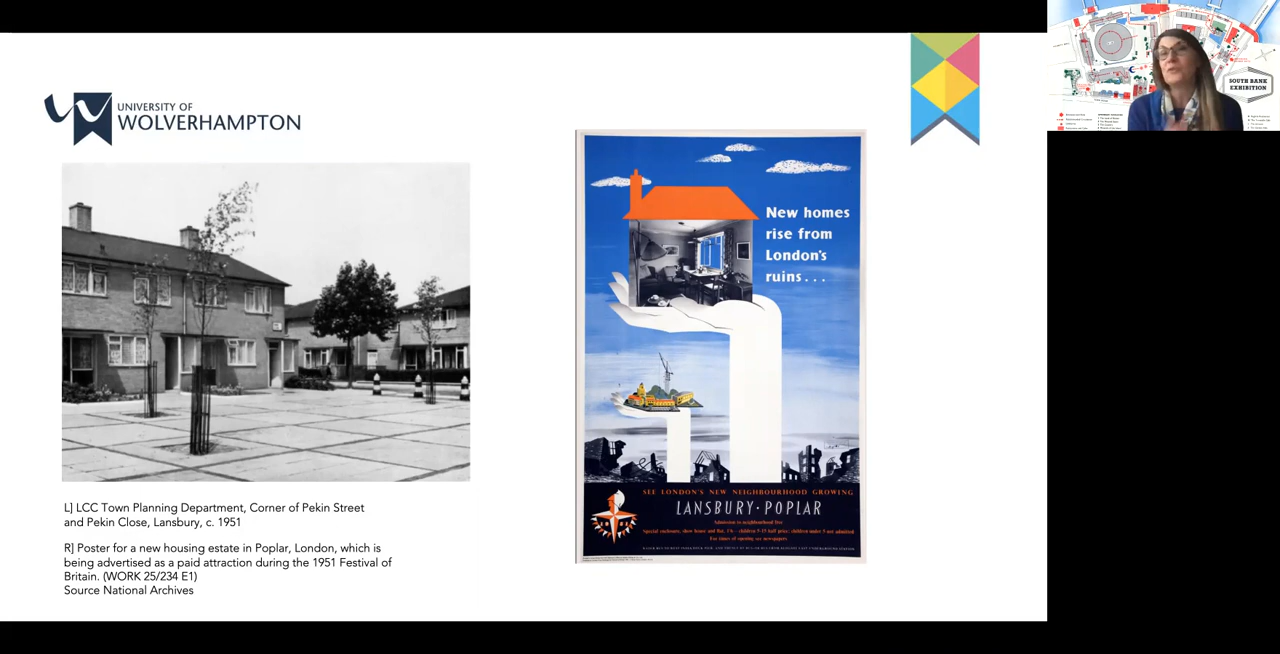 UNIVERSITY OF
WOLVERHAMPTON
SOUTH BANK
EXHIBITION
New homes
rise from
London's
ruins...
SEE LONDON'S NEW NEIGHBOURHOOD GROWING
LANSBURY·POPLAR
Admission to neighbourhood free
Special enclosure, show house and flat, 1/6 - children 5-15 half price; children under 5 not admitted
For times of opening see newspapers
L] LCC Town Planning Department, Corner of Pekin Street
and Pekin Close, Lansbury, c. 1951
R] Poster for a new housing estate in Poplar, London, which is
being advertised as a paid attraction during the 1951 Festival of
Britain. (WORK 25/234 E1)
Source National Archives